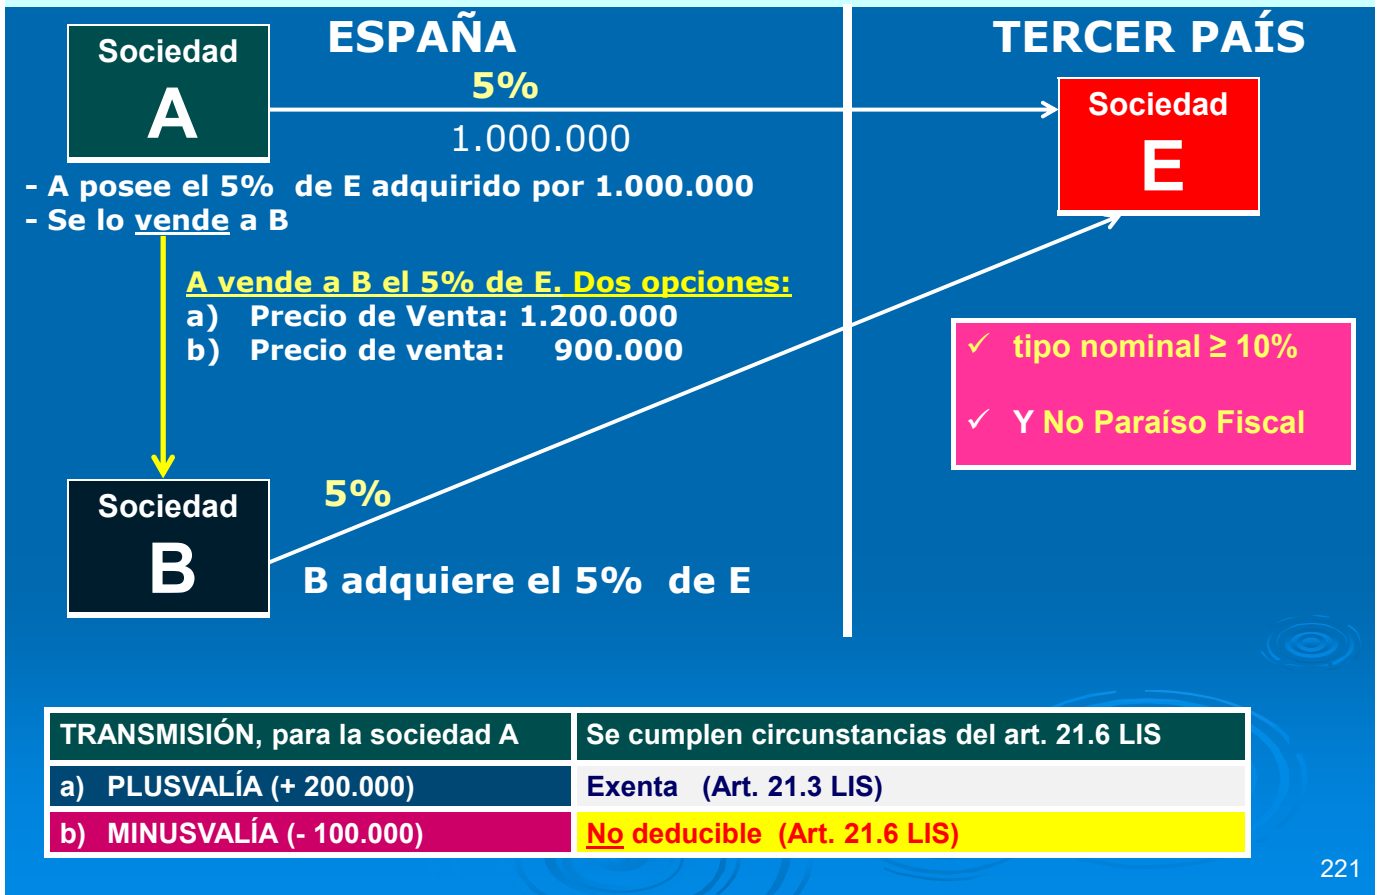 ESPAÑA
TERCER PAÍS
Sociedad
A
5%
1.000.000
Sociedad
E
- A posee el 5% de E adquirido por 1.000.000
- Se lo vende a B
A vende a B el 5% de E. Dos opciones:
a) Precio de Venta: 1.200.000
b) Precio de venta: 900.000
✓ tipo nominal ≥ 10%
✓ Y No Paraíso Fiscal
Sociedad
B
5%
B adquiere el 5% de E
TRANSMISIÓN, para la sociedad A Se cumplen circunstancias del art. 21.6 LIS
a) PLUSVALÍA (+ 200.000) Exenta (Art. 21.3 LIS)
b) MINUSVALÍA (- 100.000) No deducible (Art. 21.6 LIS)
221